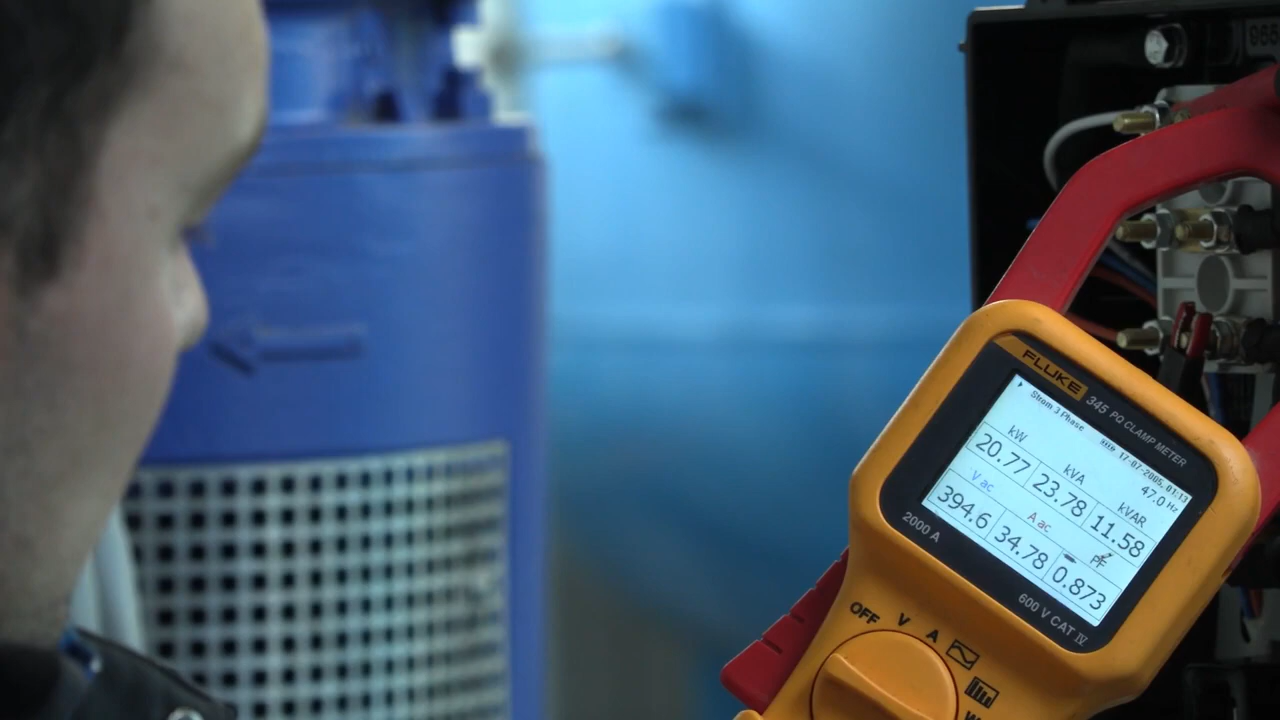 FLUKE 345 PQ CLAMP METER
Strom 3 Phase 17-07-2005, 01:13
47.0 Hz
kW kVA kVAR
20.77 23.78 11.58
V ac A ac PF
394.6 34.78 0.873
2000 A
600 V CAT IV
OFF V A